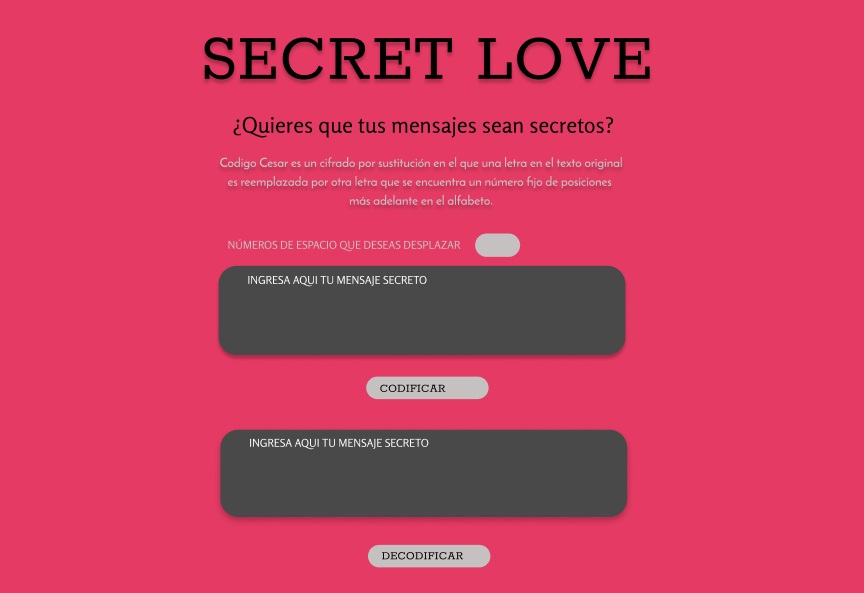 SECRET LOVE
¿Quieres que tus mensajes sean secretos?
Codigo Cesar es un cifrado por sustitución en el que una letra en el texto original
es reemplazada por otra letra que se encuentra un número fijo de posiciones
más adelante en el alfabeto.
NÚMEROS DE ESPACIO QUE DESEAS DESPLAZAR
INGRESA AQUI TU MENSAJE SECRETO
CODIFICAR
INGRESA AQUI TU MENSAJE SECRETO
DECODIFICAR